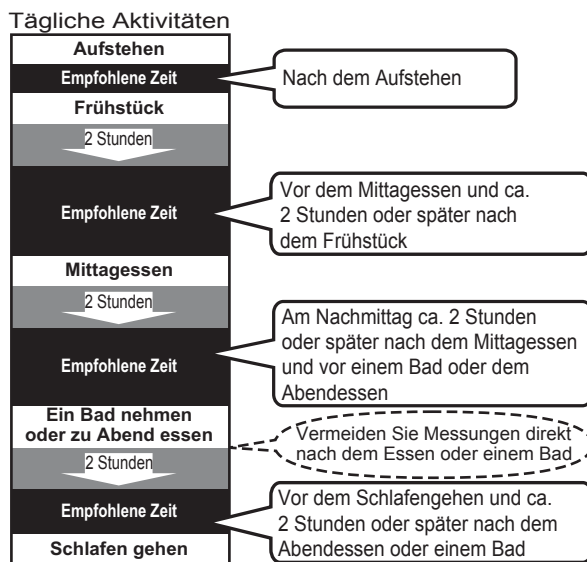 Tägliche Aktivitäten
Aufstehen
Empfohlene Zeit
Nach dem Aufstehen
Frühstück
2 Stunden
Empfohlene Zeit
Vor dem Mittagessen und ca.
2 Stunden oder später nach
dem Frühstück
Mittagessen
2 Stunden
Empfohlene Zeit
Am Nachmittag ca. 2 Stunden
oder später nach dem Mittagessen
und vor einem Bad oder dem
Abendessen
Ein Bad nehmen
oder zu Abend essen
Vermeiden Sie Messungen direkt
nach dem Essen oder einem Bad
2 Stunden
Empfohlene Zeit
Vor dem Schlafengehen und ca.
2 Stunden oder später nach dem
Abendessen oder einem Bad
Schlafen gehen